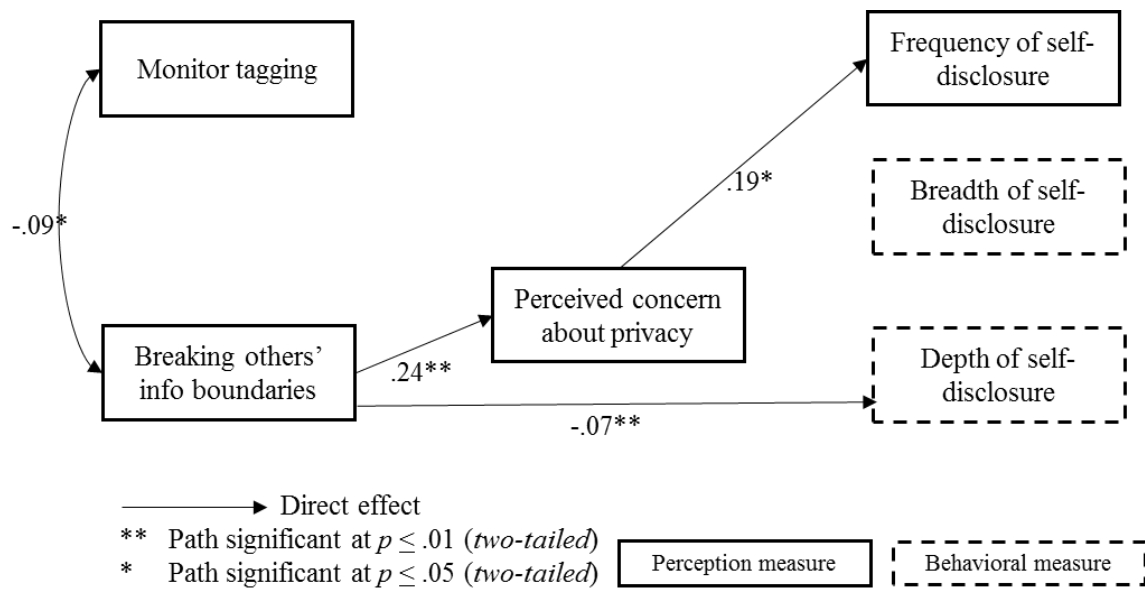 Monitor tagging
Frequency of self-
disclosure
.19*
Breadth of self-
disclosure
-.09*
Perceived concern
about privacy
Breaking others’
info boundaries
.24**
Depth of self-
disclosure
-.07**
Direct effect
** Path significant at p ≤ .01 (two-tailed)
* Path significant at p ≤ .05 (two-tailed)
Perception measure
Behavioral measure